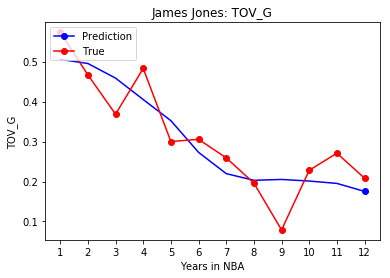 James Jones: TOV_G
Prediction
True
TOV_G
0.5
0.4
0.3
0.2
0.1
1 2 3 4 5 6 7 8 9 10 11 12
Years in NBA